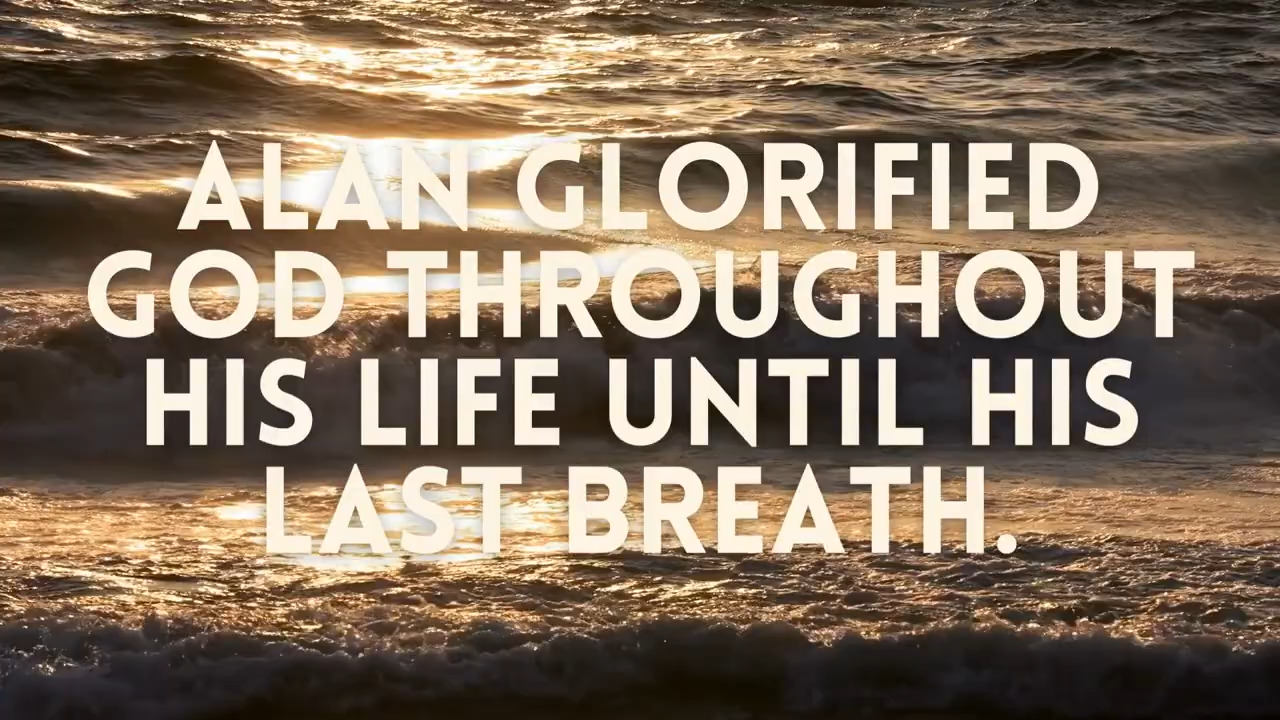 ALAN GLORIFIED
GOD THROUGHOUT
HIS LIFE UNTIL HIS
LAST BREATH.